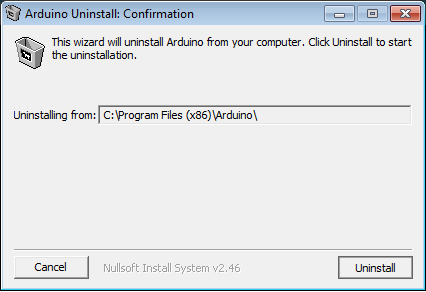 Arduino Uninstall: Confirmation
This wizard will uninstall Arduino from your computer. Click Uninstall to start
the uninstallation.
Uninstalling from: C:\Program Files (x86)\Arduino\
Nullsoft Install System v2.46
Cancel
Uninstall